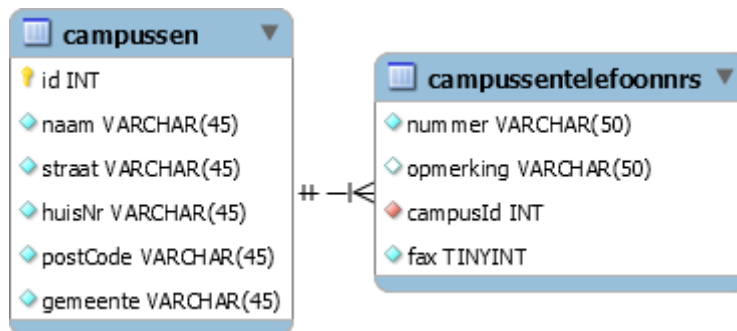 campussen
id INT
naam VARCHAR(45)
straat VARCHAR(45)
huisNr VARCHAR(45)
postCode VARCHAR(45)
gemeente VARCHAR(45)
campussentelefoonnrs
nummer VARCHAR(50)
opmerking VARCHAR(50)
campusId INT
fax TINYINT